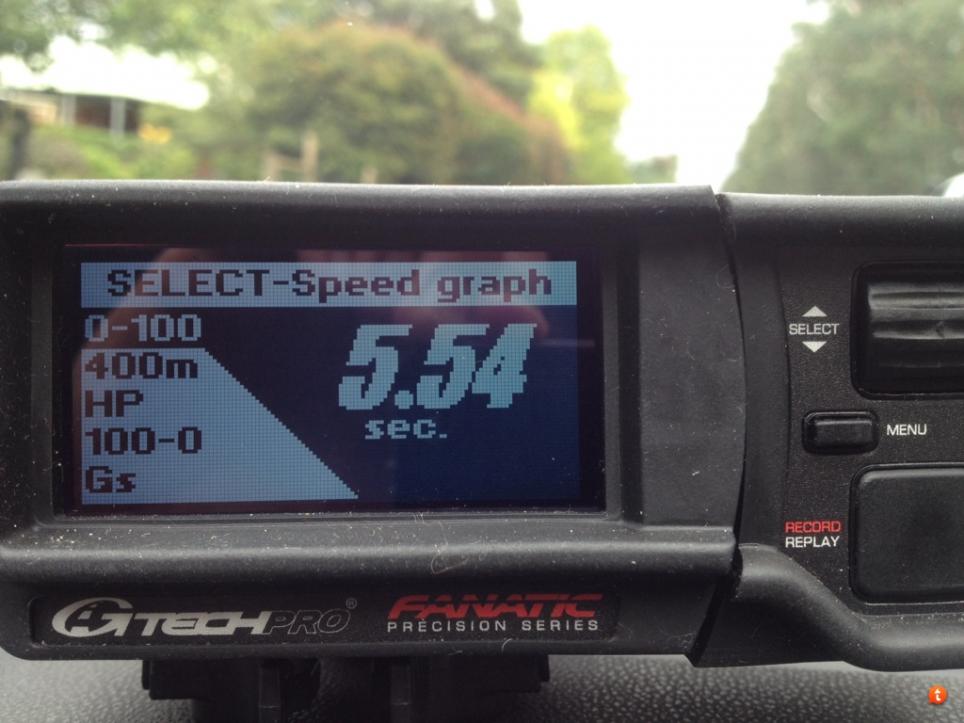 SELECT-Speed graph
0-100
400m
HP
100-0
Gs
5.54
sec.
SELECT
MENU
RECORD
REPLAY
GTECHPRO®
FANATIC
PRECISION SERIES
t